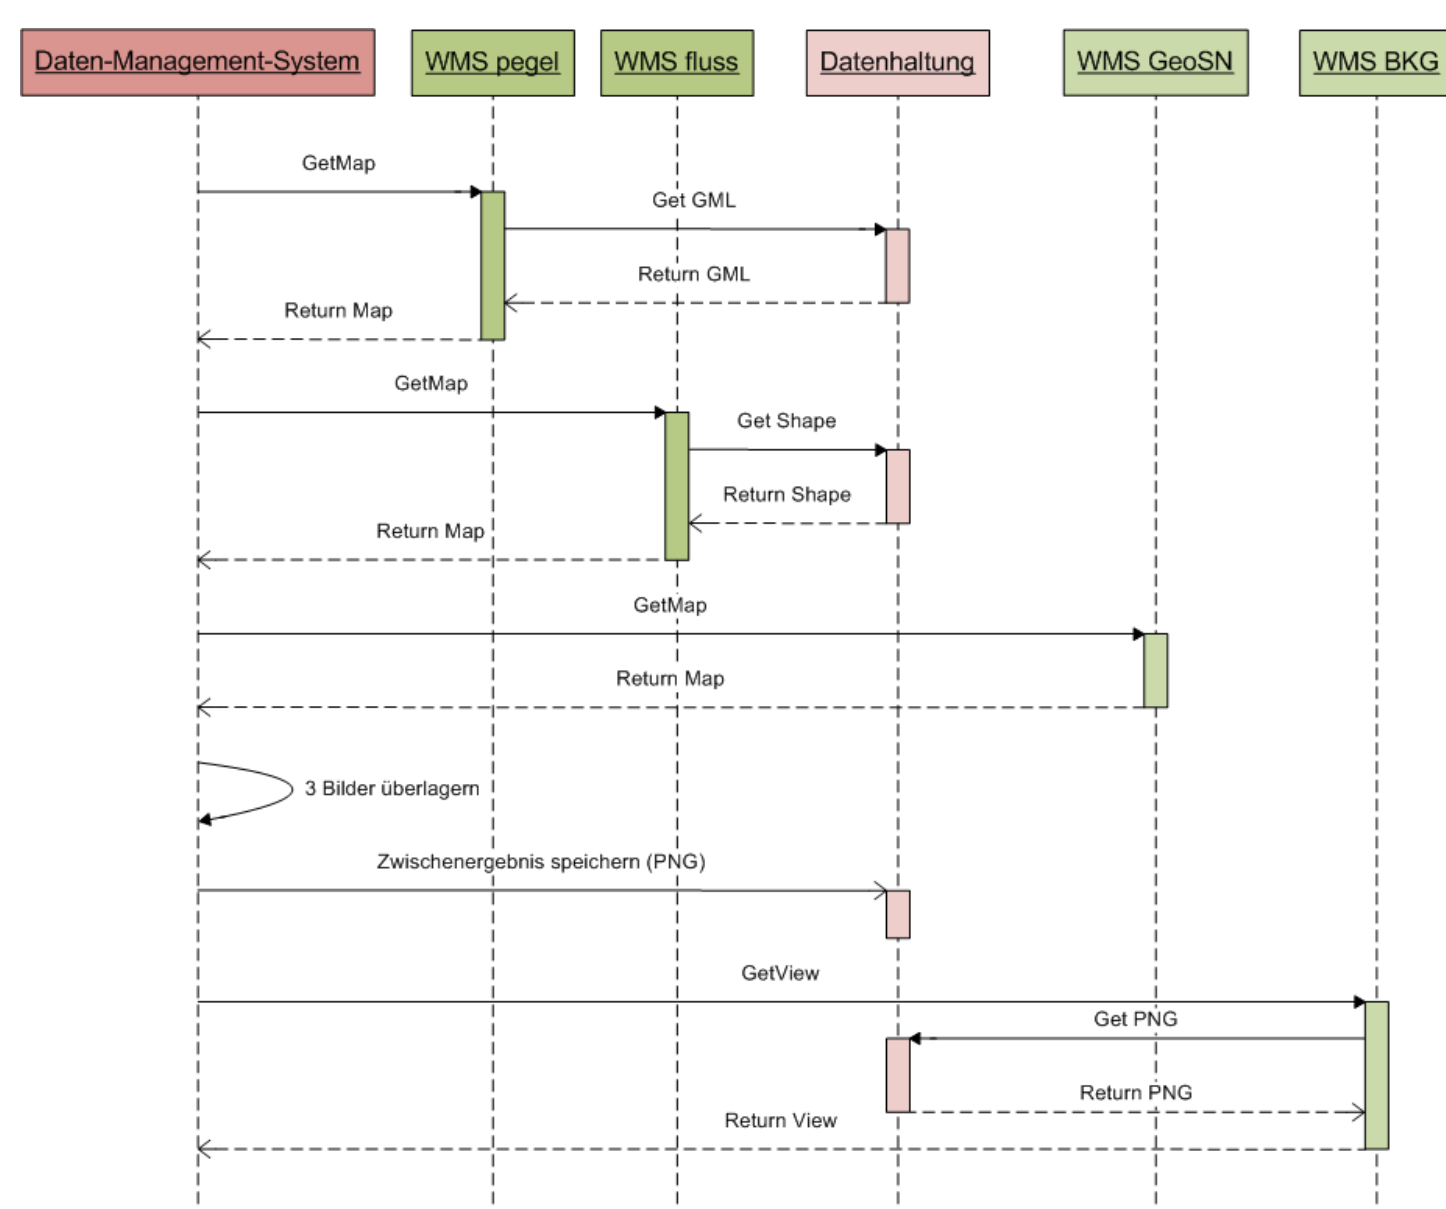 Daten-Management-System
WMS pegel
WMS fluss
Datenhaltung
WMS GeoSN
WMS BKG
GetMap
Get GML
Return GML
Return Map
GetMap
Get Shape
Return Shape
Return Map
GetMap
Return Map
3 Bilder überlagern
Zwischenergebnis speichern (PNG)
GetView
Get PNG
Return PNG
Return View